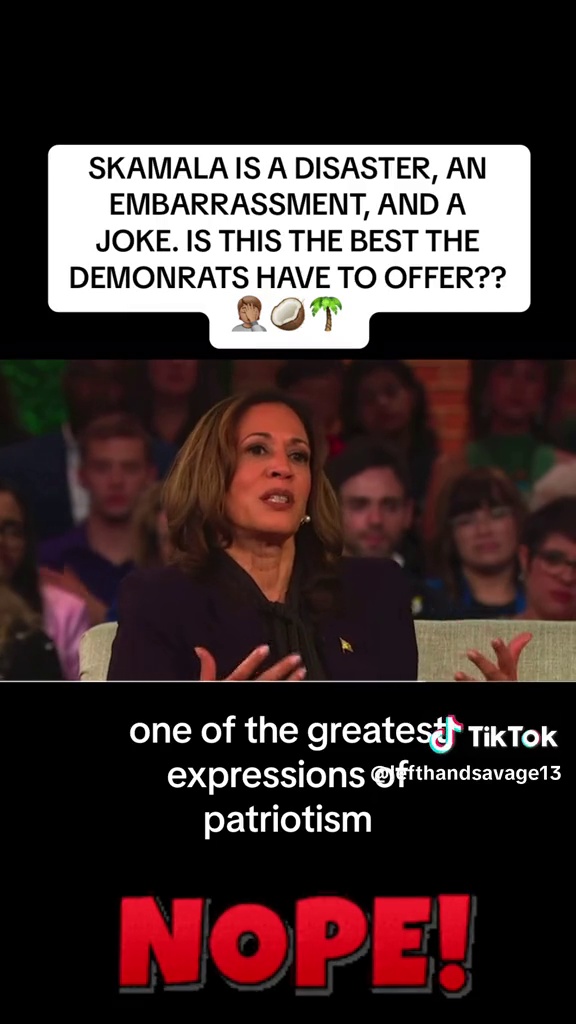 SKAMALA IS A DISASTER, AN
EMBARRASSMENT, AND A
JOKE. IS THIS THE BEST THE
DEMONRATS HAVE TO OFFER??
🤦🏽🥥🌴
one of the greatest
TikTok
expressions of
@lefthandsavage13
patriotism
NOPE!